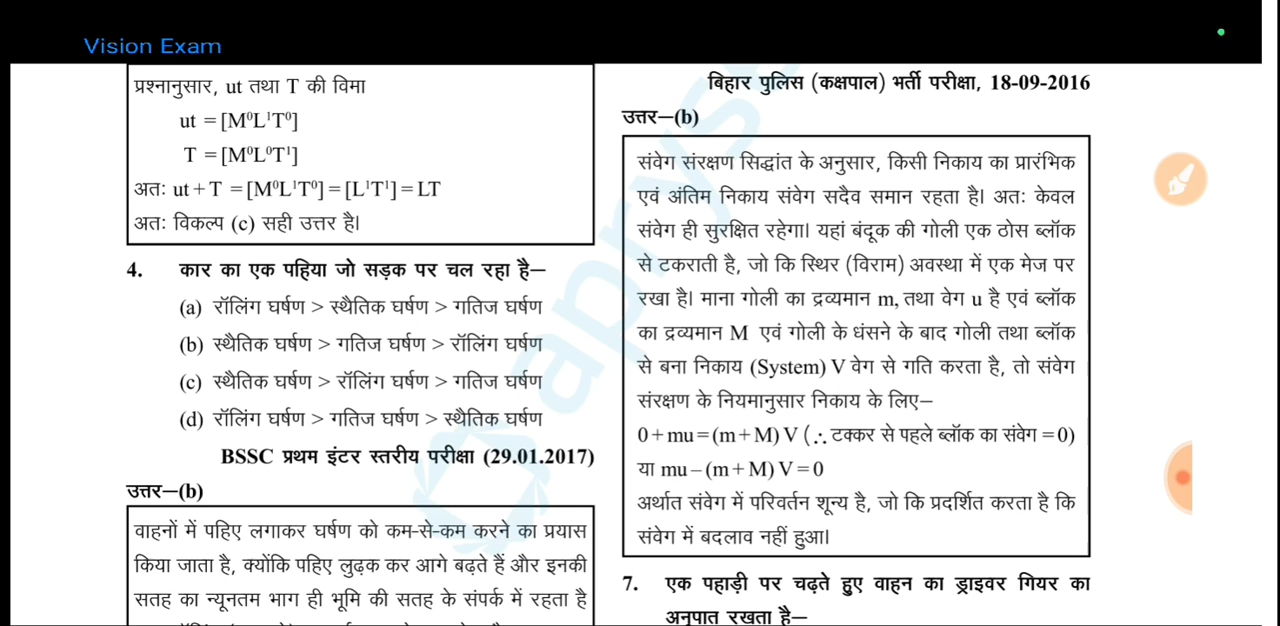 Vision Exam
प्रश्नानुसार, ut तथा T की विमा
ut = [M⁰L¹T⁰]
T = [M⁰L⁰T¹]
अतः ut + T = [M⁰L¹T⁰] = [L¹T¹] = LT
अतः विकल्प (c) सही उत्तर है।
4. कार का एक पहिया जो सड़क पर चल रहा है–
(a) रॉलिंग घर्षण > स्थैतिक घर्षण > गतिज घर्षण
(b) स्थैतिक घर्षण > गतिज घर्षण > रॉलिंग घर्षण
(c) स्थैतिक घर्षण > रॉलिंग घर्षण > गतिज घर्षण
(d) रॉलिंग घर्षण > गतिज घर्षण > स्थैतिक घर्षण
BSSC प्रथम इंटर स्तरीय परीक्षा (29.01.2017)
उत्तर–(b)
वाहनों में पहिए लगाकर घर्षण को कम-से-कम करने का प्रयास
किया जाता है, क्योंकि पहिए लुढ़क कर आगे बढ़ते हैं और इनकी
सतह का न्यूनतम भाग ही भूमि की सतह के संपर्क में रहता है
बिहार पुलिस (कक्षपाल) भर्ती परीक्षा, 18-09-2016
उत्तर–(b)
संवेग संरक्षण सिद्धांत के अनुसार, किसी निकाय का प्रारंभिक
एवं अंतिम निकाय संवेग सदैव समान रहता है। अतः केवल
संवेग ही सुरक्षित रहेगा। यहां बंदूक की गोली एक ठोस ब्लॉक
से टकराती है, जो कि स्थिर (विराम) अवस्था में एक मेज पर
रखा है। माना गोली का द्रव्यमान m, तथा वेग u है एवं ब्लॉक
का द्रव्यमान M एवं गोली के धंसने के बाद गोली तथा ब्लॉक
से बना निकाय (System) V वेग से गति करता है, तो संवेग
संरक्षण के नियमानुसार निकाय के लिए–
0 + mu = (m + M) V (∴ टक्कर से पहले ब्लॉक का संवेग = 0)
या mu – (m + M) V = 0
अर्थात संवेग में परिवर्तन शून्य है, जो कि प्रदर्शित करता है कि
संवेग में बदलाव नहीं हुआ।
7. एक पहाड़ी पर चढ़ते हुए वाहन का ड्राइवर गियर का
अनुपात रखता है–